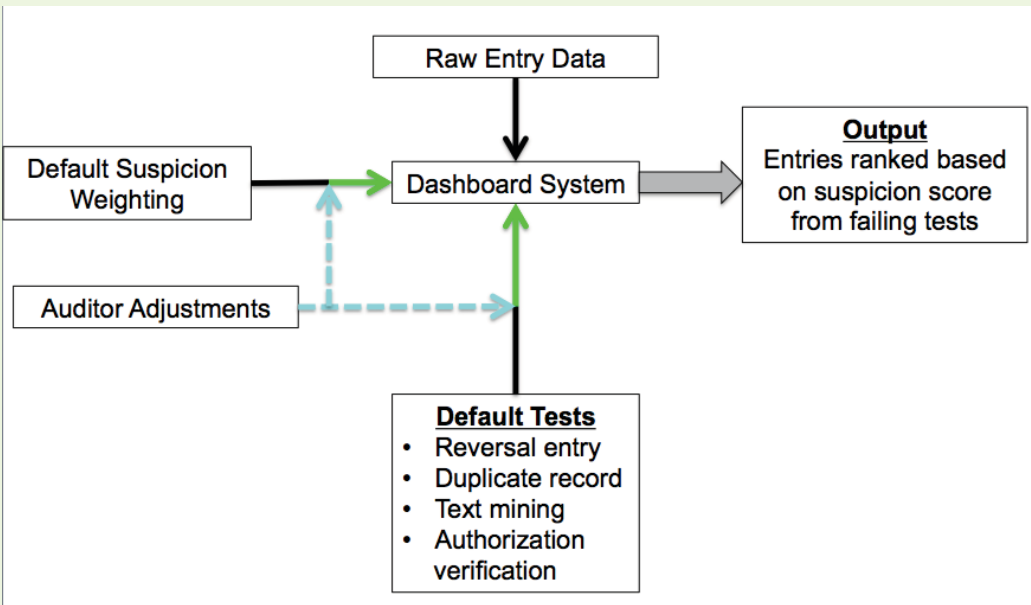 Raw Entry Data
Default Suspicion
Weighting
Dashboard System
Output
Entries ranked based
on suspicion score
from failing tests
Auditor Adjustments
Default Tests
• Reversal entry
• Duplicate record
• Text mining
• Authorization
verification